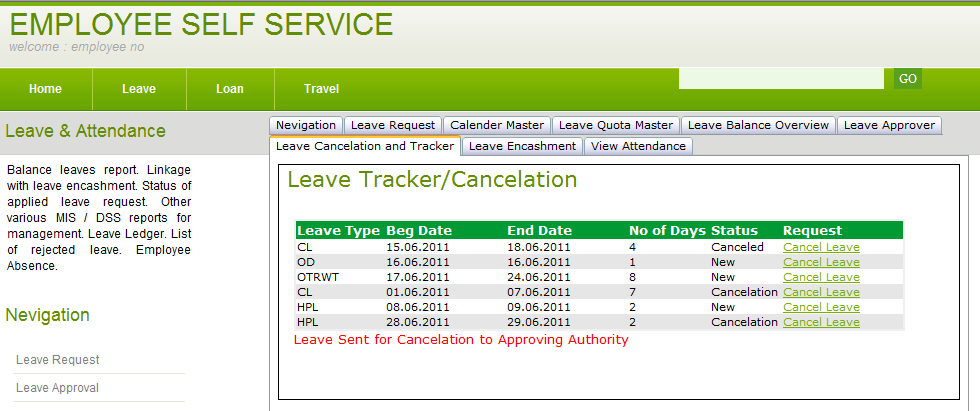 EMPLOYEE SELF SERVICE
welcome : employee no
Home Leave Loan Travel GO
Leave & Attendance
Balance leaves report. Linkage
with leave encashment. Status of
applied leave request. Other
various MIS / DSS reports for
management. Leave Ledger. List
of rejected leave. Employee
Absence.
Nevigation
Leave Request
Leave Approval
Nevigation Leave Request Calender Master Leave Quota Master Leave Balance Overview Leave Approver
Leave Cancelation and Tracker Leave Encashment View Attendance
Leave Tracker/Cancelation
Leave Type Beg Date End Date No of Days Status Request
CL 15.06.2011 18.06.2011 4 Canceled Cancel Leave
OD 16.06.2011 16.06.2011 1 New Cancel Leave
OTRWT 17.06.2011 24.06.2011 8 New Cancel Leave
CL 01.06.2011 07.06.2011 7 Cancelation Cancel Leave
HPL 08.06.2011 09.06.2011 2 New Cancel Leave
HPL 28.06.2011 29.06.2011 2 Cancelation Cancel Leave
Leave Sent for Cancelation to Approving Authority